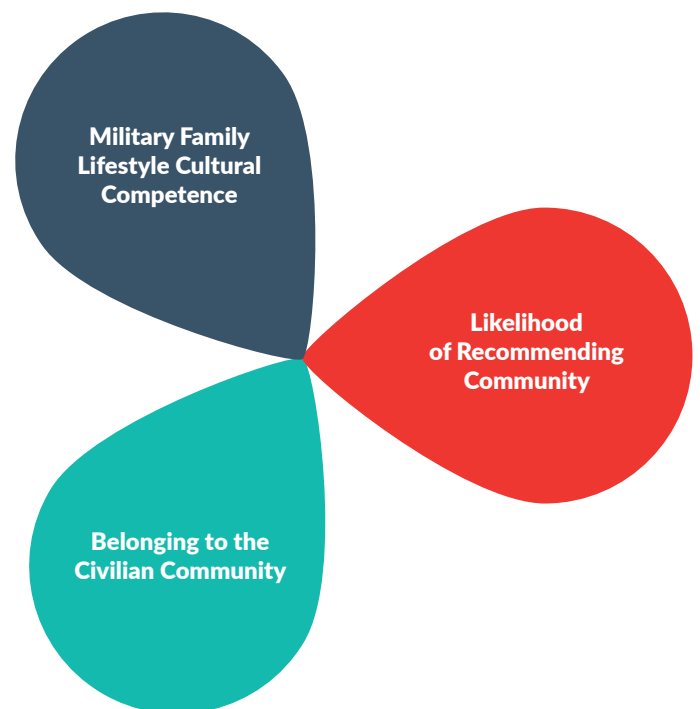 Military Family
Lifestyle Cultural
Competence
Likelihood
of Recommending
Community
Belonging to the
Civilian Community